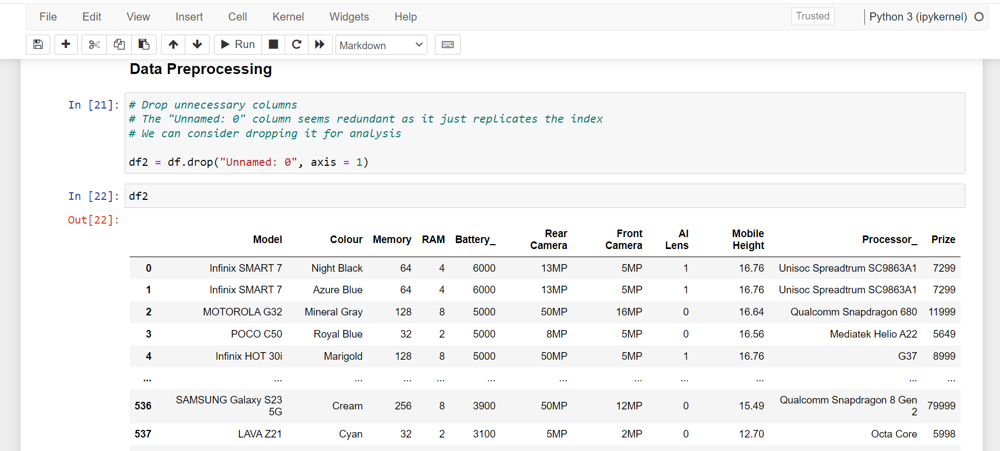 File Edit View Insert Cell Kernel Widgets Help Trusted Python 3 (ipykernel)
Run Markdown
Data Preprocessing
In [21]: # Drop unnecessary columns
# The "Unnamed: 0" column seems redundant as it just replicates the index
# We can consider dropping it for analysis
df2 = df.drop("Unnamed: 0", axis = 1)
In [22]: df2
Out[22]:
Model Colour Memory RAM Battery_ Rear Camera Front Camera AI Lens Mobile Height Processor_ Prize
0 Infinix SMART 7 Night Black 64 4 6000 13MP 5MP 1 16.76 Unisoc Spreadtrum SC9863A1 7299
1 Infinix SMART 7 Azure Blue 64 4 6000 13MP 5MP 1 16.76 Unisoc Spreadtrum SC9863A1 7299
2 MOTOROLA G32 Mineral Gray 128 8 5000 50MP 16MP 0 16.64 Qualcomm Snapdragon 680 11999
3 POCO C50 Royal Blue 32 2 5000 8MP 5MP 0 16.56 Mediatek Helio A22 5649
4 Infinix HOT 30i Marigold 128 8 5000 50MP 5MP 1 16.76 G37 8999
... ... ... ... ... ... ... ... ... ... ... ...
536 SAMSUNG Galaxy S23 5G Cream 256 8 3900 50MP 12MP 0 15.49 Qualcomm Snapdragon 8 Gen 2 79999
537 LAVA Z21 Cyan 32 2 3100 5MP 2MP 0 12.70 Octa Core 5998